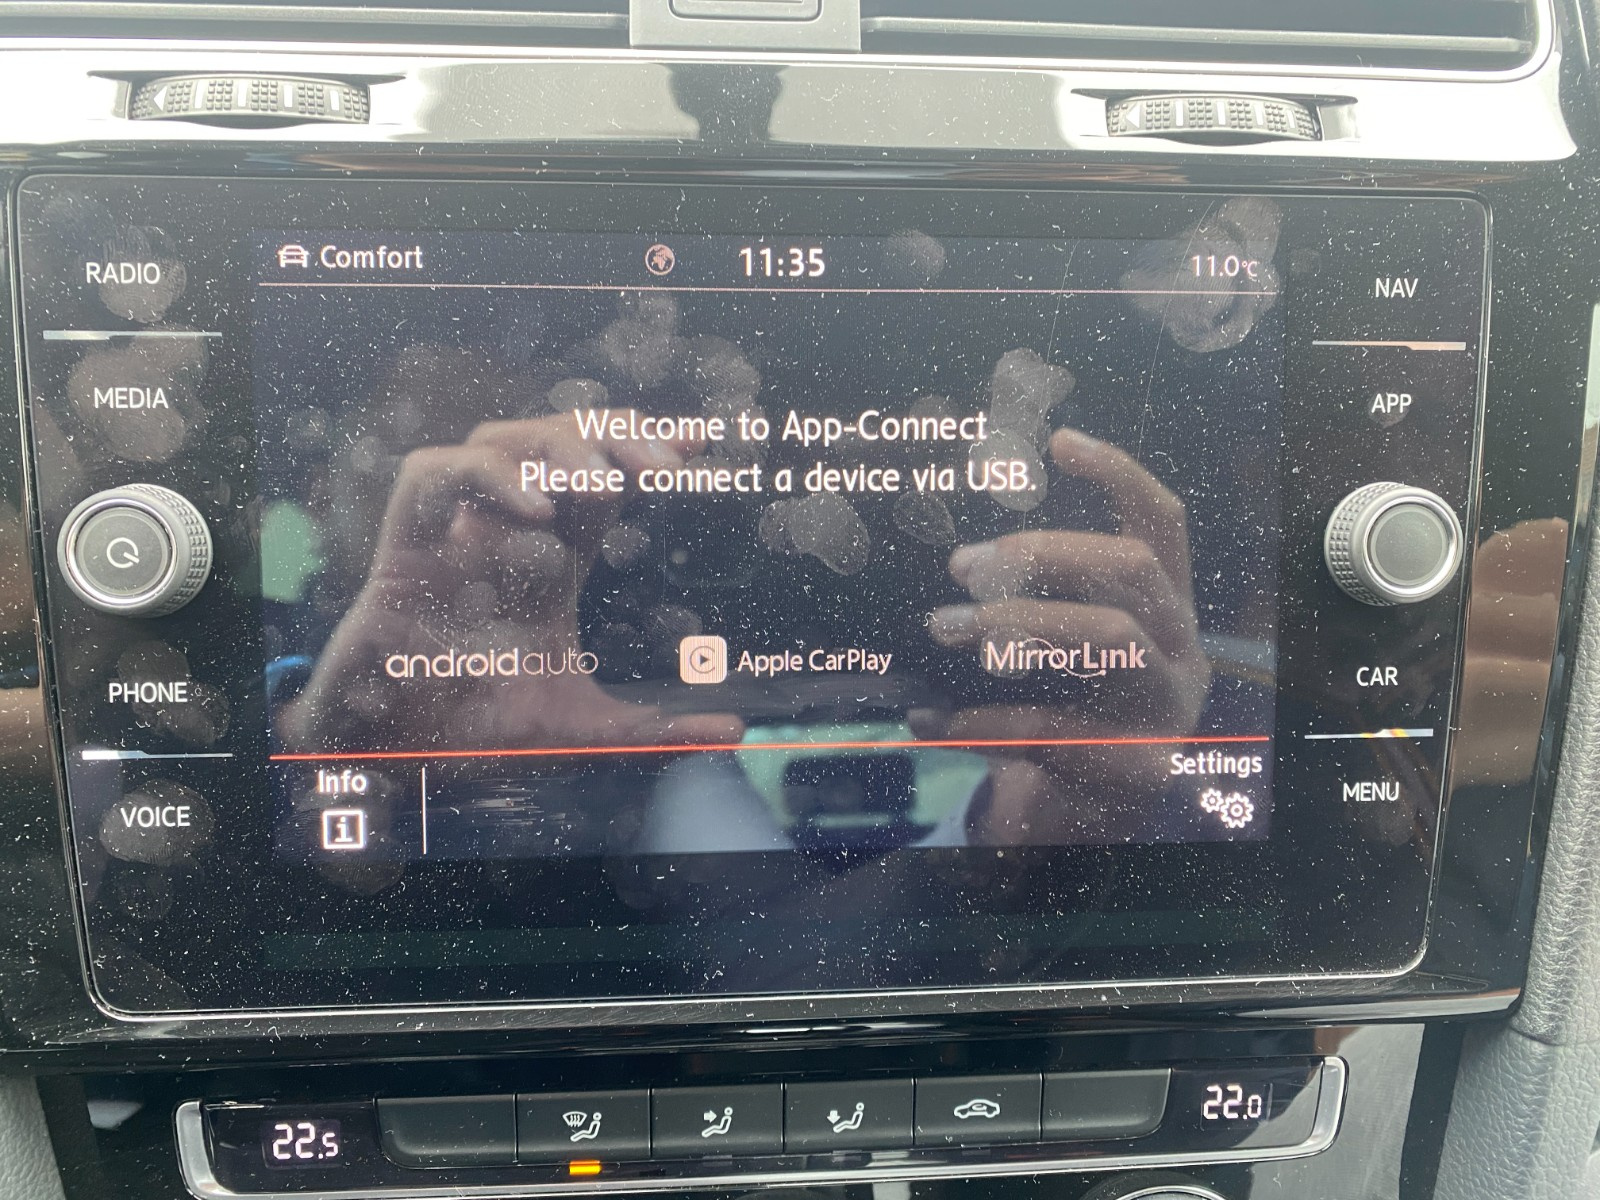 RADIO
MEDIA
PHONE
VOICE
Comfort 11:35 11.0°C
Welcome to App-Connect
Please connect a device via USB.
androidauto Apple CarPlay MirrorLink
Info
i
Settings
NAV
APP
CAR
MENU
22.5 22.0